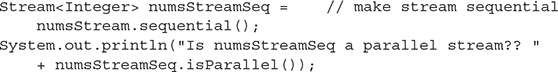 Stream<Integer> numsStreamSeq =    // make stream sequential
    numsStream.sequential();
System.out.println("Is numsStreamSeq a parallel stream?? "
    + numsStreamSeq.isParallel());